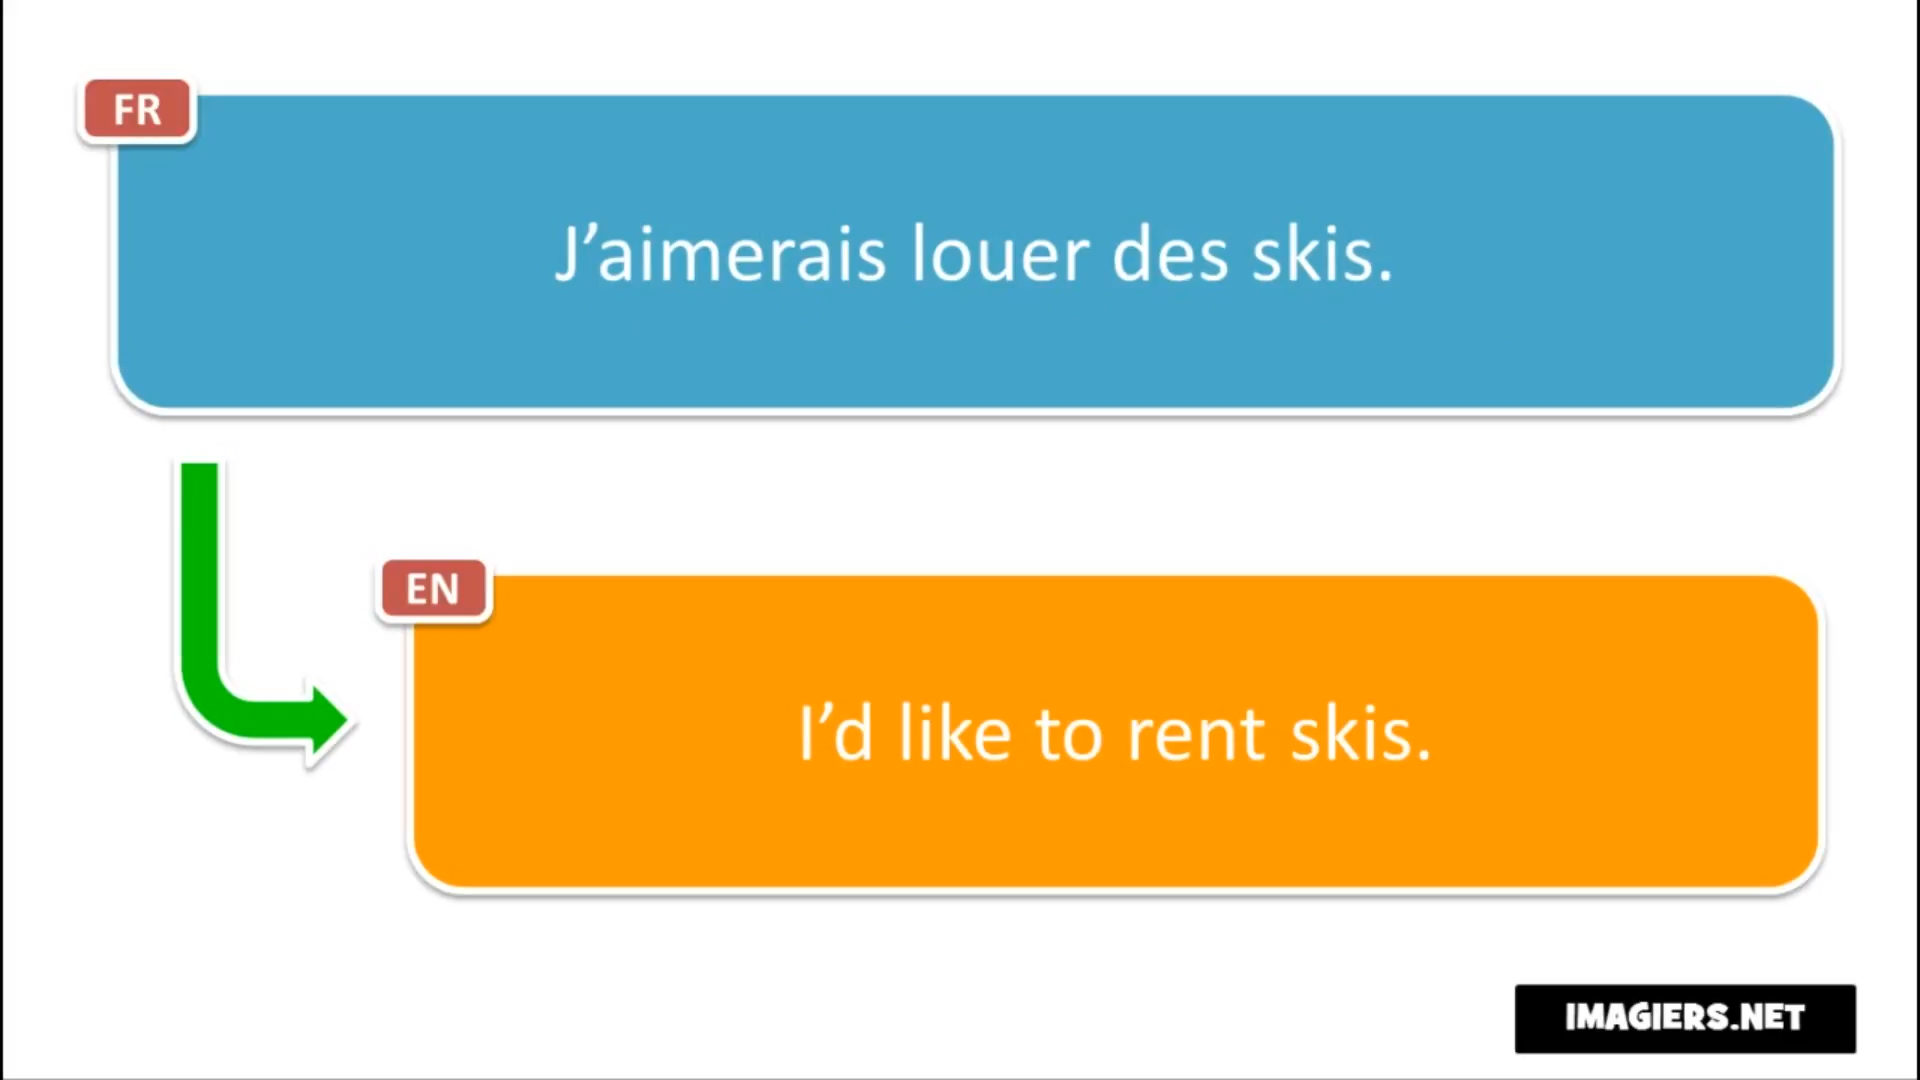 FR
J’aimerais louer des skis.
EN
I’d like to rent skis.
IMAGIERS.NET